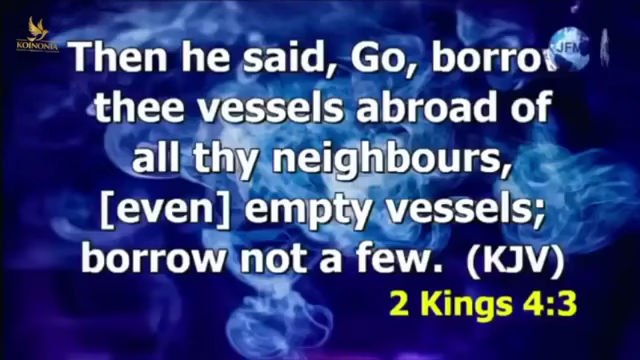 KOINONIA
JFM
Then he said, Go, borrow
thee vessels abroad of
all thy neighbours,
[even] empty vessels;
borrow not a few. (KJV)
2 Kings 4:3